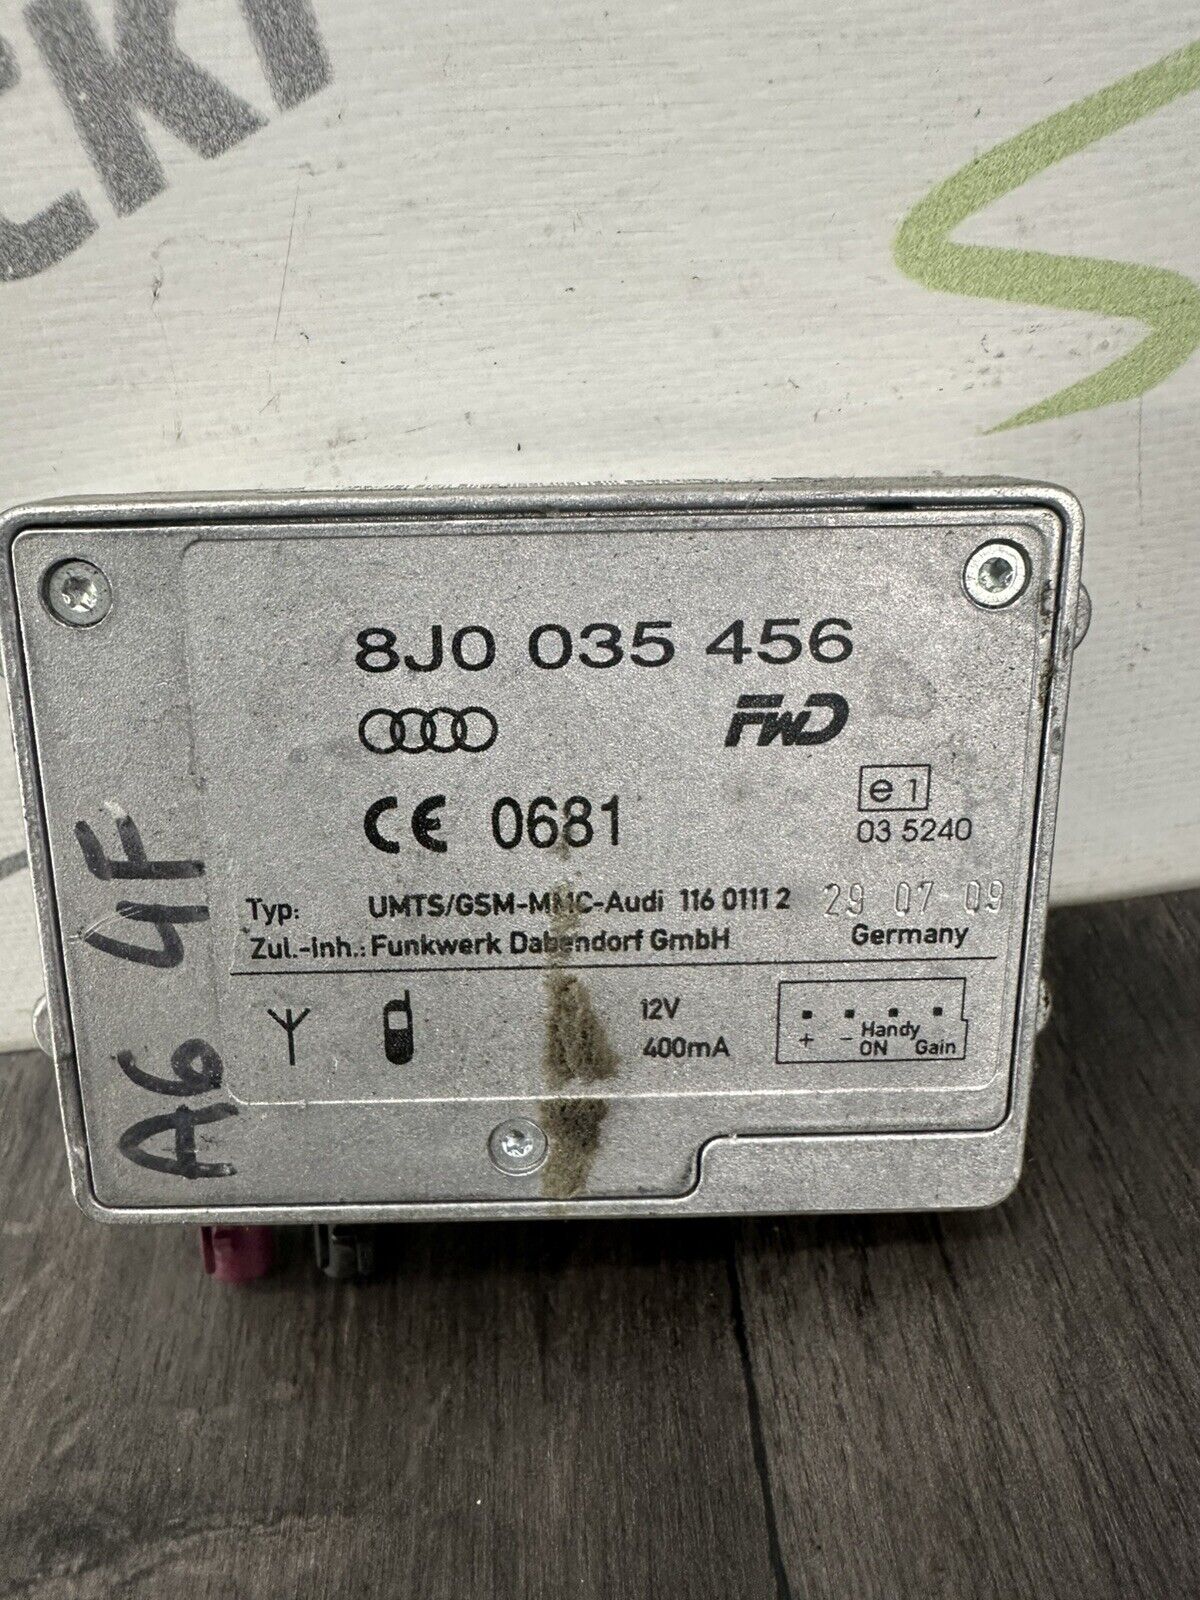 CKI
8J0 035 456
FWD
CE 0681
e1
03 5240
Typ: UMTS/GSM-MMC-Audi 116 0111 2 29 07 09
Zul.-Inh.: Funkwerk Dabendorf GmbH Germany
12V
400mA
+ - Handy ON Gain
A6 4F